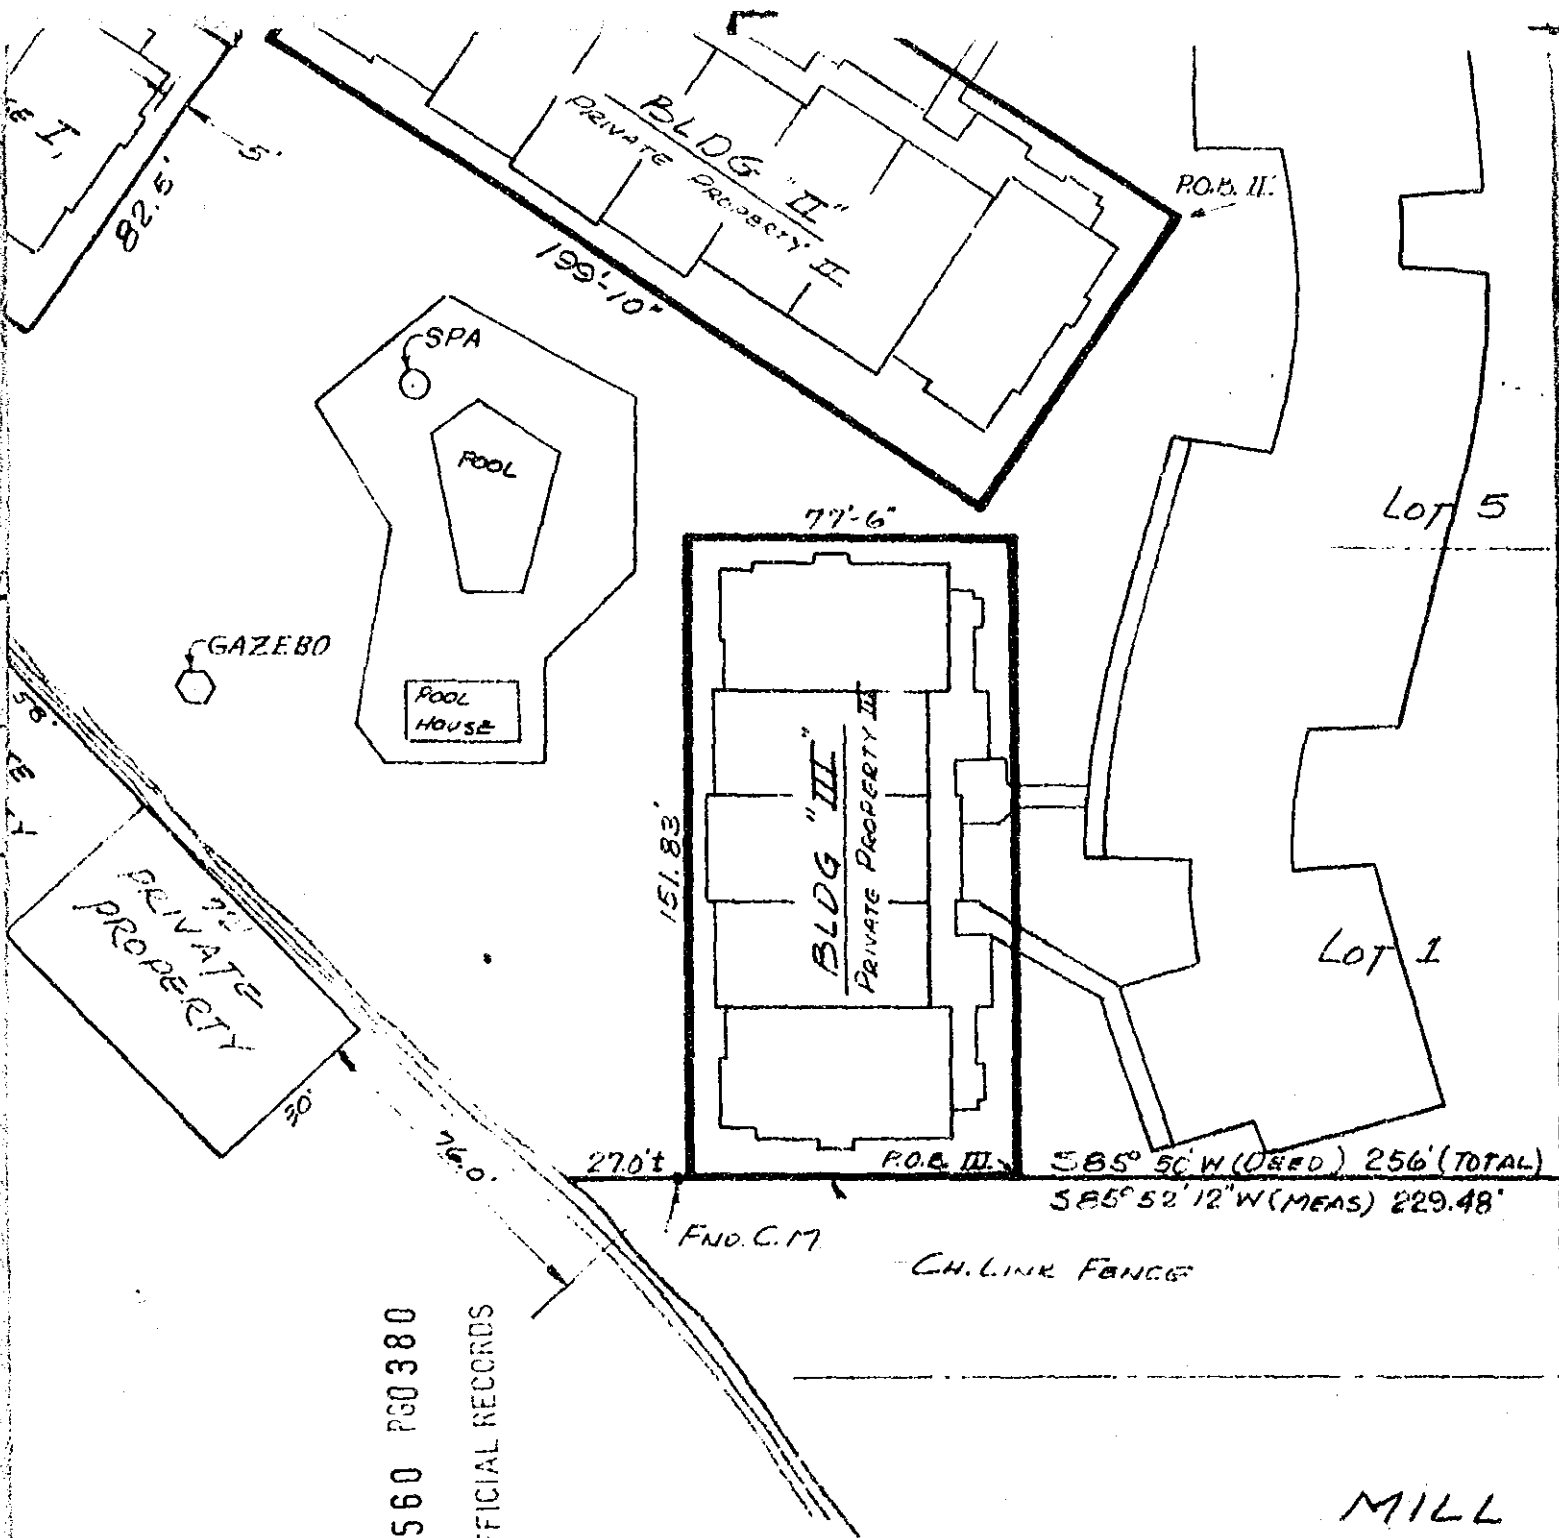 I,
5'
82.5'
BLDG "II"
PRIVATE PROPERTY II
199'-10"
P.O.B. II.
SPA
POOL
77'-6"
LOT 5
GAZEBO
POOL
HOUSE
58'
151.83'
BLDG "III"
PRIVATE PROPERTY III
PRIVATE
PROPERTY
LOT 1
30'
76.0'
27.0'±
P.O.B. III.
S85° 50' W (DEED) 256' (TOTAL)
S85° 52' 12" W (MEAS) 229.48'
FND. C.M
CH. LINK FENCE
560 PG0380
FFICIAL RECORDS
MILL